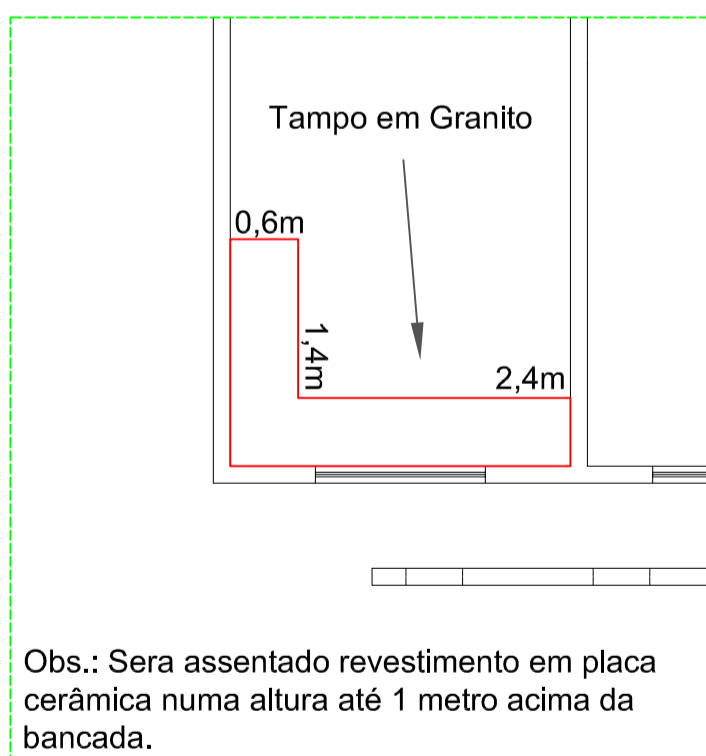 Tampo em Granito
0,6m
1,4m
2,4m
Obs.: Sera assentado revestimento em placa
cerâmica numa altura até 1 metro acima da
bancada.